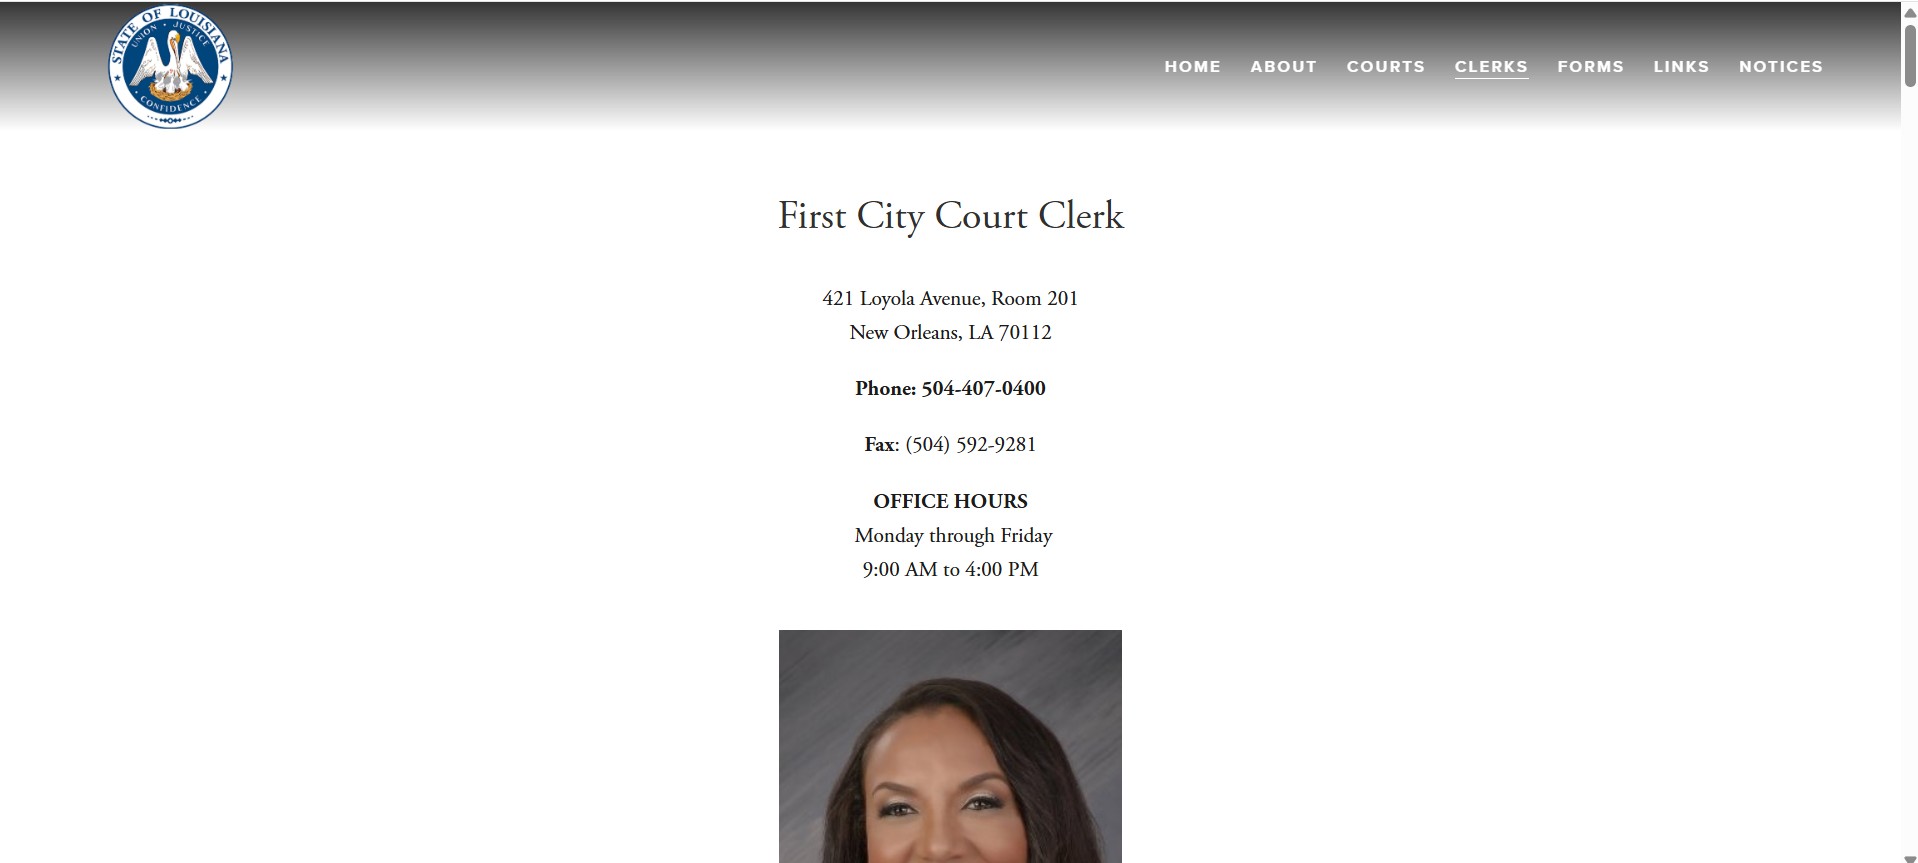 STATE OF LOUISIANA
UNION · JUSTICE
· CONFIDENCE ·
HOME ABOUT COURTS CLERKS FORMS LINKS NOTICES
First City Court Clerk
421 Loyola Avenue, Room 201
New Orleans, LA 70112
Phone: 504-407-0400
Fax: (504) 592-9281
OFFICE HOURS
Monday through Friday
9:00 AM to 4:00 PM